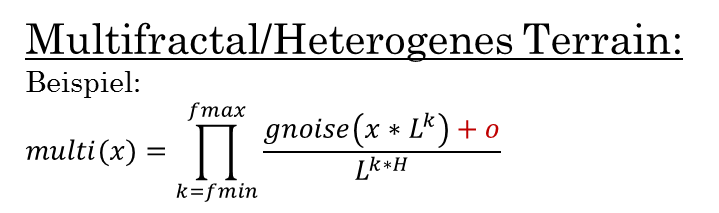 Multifractal/Heterogenes Terrain:
Beispiel:
fmax
multi(x) = ∏ gnoise(x ∗ L^k) + o / L^{k∗H}
k=fmin